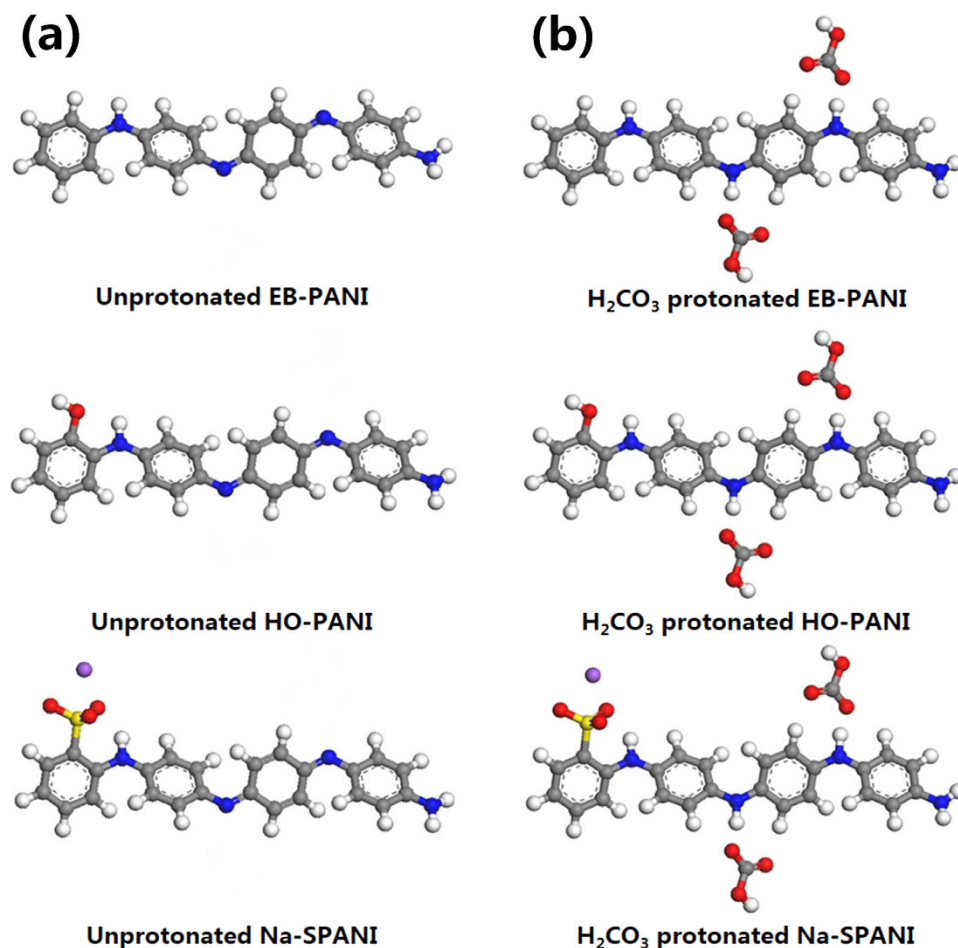 (a) (b)
Unprotonated EB-PANI
H₂CO₃ protonated EB-PANI
Unprotonated HO-PANI
H₂CO₃ protonated HO-PANI
Unprotonated Na-SPANI
H₂CO₃ protonated Na-SPANI